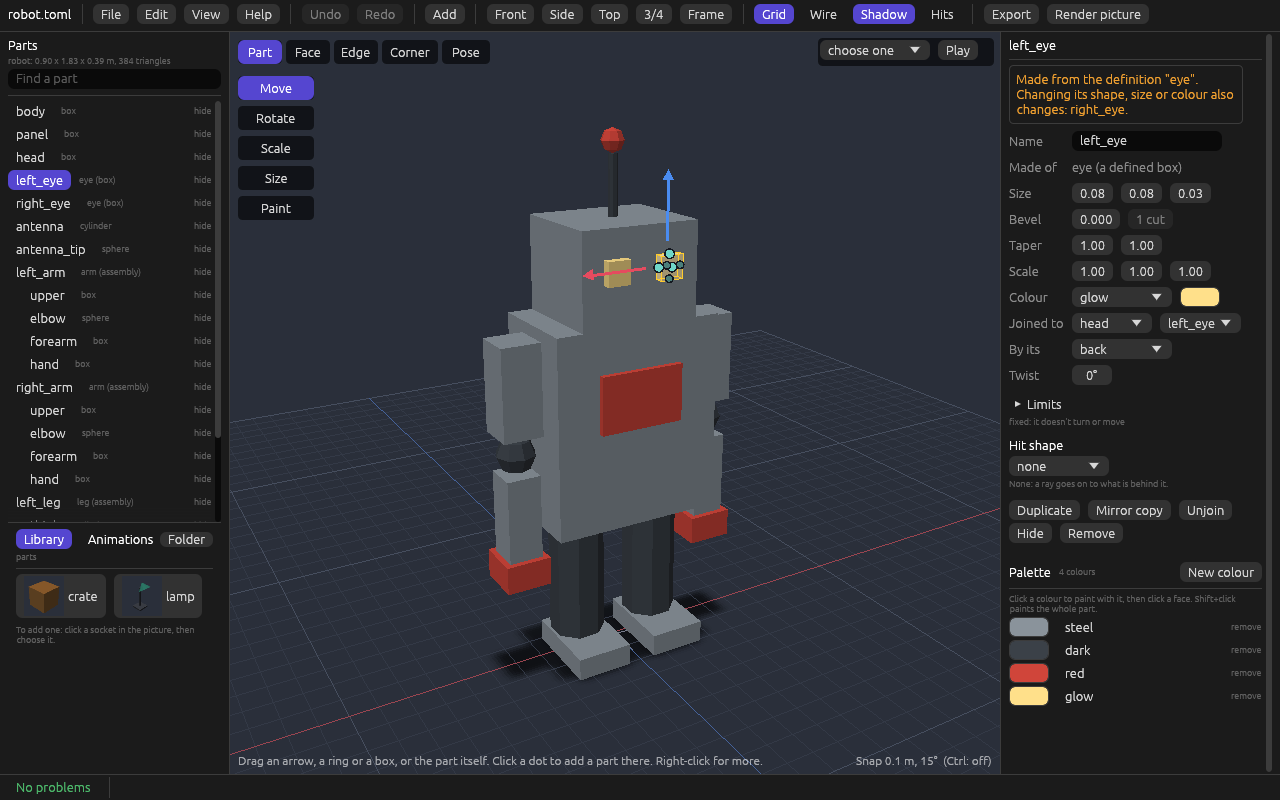 robot.toml File Edit View Help Undo Redo Add Front Side Top 3/4 Frame Grid Wire Shadow Hits Export Render picture
Parts
robot: 0.90 x 1.83 x 0.39 m, 384 triangles
Find a part
body box hide
panel box hide
head box hide
left_eye eye (box) hide
right_eye eye (box) hide
antenna cylinder hide
antenna_tip sphere hide
left_arm arm (assembly) hide
upper box hide
elbow sphere hide
forearm box hide
hand box hide
right_arm arm (assembly) hide
upper box hide
elbow sphere hide
forearm box hide
hand box hide
left_leg leg (assembly) hide
Library Animations Folder
parts
crate lamp
To add one: click a socket in the picture, then
choose it.
Part Face Edge Corner Pose
choose one Play
Move
Rotate
Scale
Size
Paint
Drag an arrow, a ring or a box, or the part itself. Click a dot to add a part there. Right-click for more.
Snap 0.1 m, 15° (Ctrl: off)
left_eye
Made from the definition "eye".
Changing its shape, size or colour also
changes: right_eye.
Name left_eye
Made of eye (a defined box)
Size 0.08 0.08 0.03
Bevel 0.000 1 cut
Taper 1.00 1.00
Scale 1.00 1.00 1.00
Colour glow
Joined to head left_eye
By its back
Twist 0°
Limits
fixed: it doesn't turn or move
Hit shape
none
None: a ray goes on to what is behind it.
Duplicate Mirror copy Unjoin
Hide Remove
Palette 4 colours New colour
Click a colour to paint with it, then click a face. Shift+click
paints the whole part.
steel remove
dark remove
red remove
glow remove
No problems